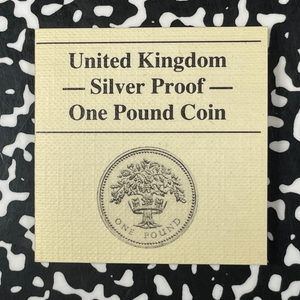 United Kingdom
— Silver Proof —
One Pound Coin
ONE POUND